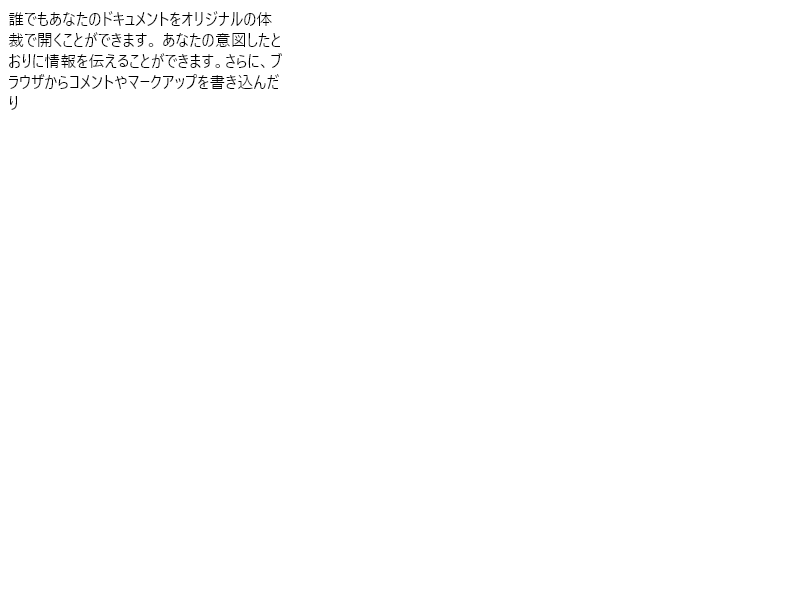 誰でもあなたのドキュメントをオリジナルの体
裁で開くことができます。あなたの意図したと
おりに情報を伝えることができます。さらに、ブ
ラウザからコメントやマークアップを書き込んだ
り